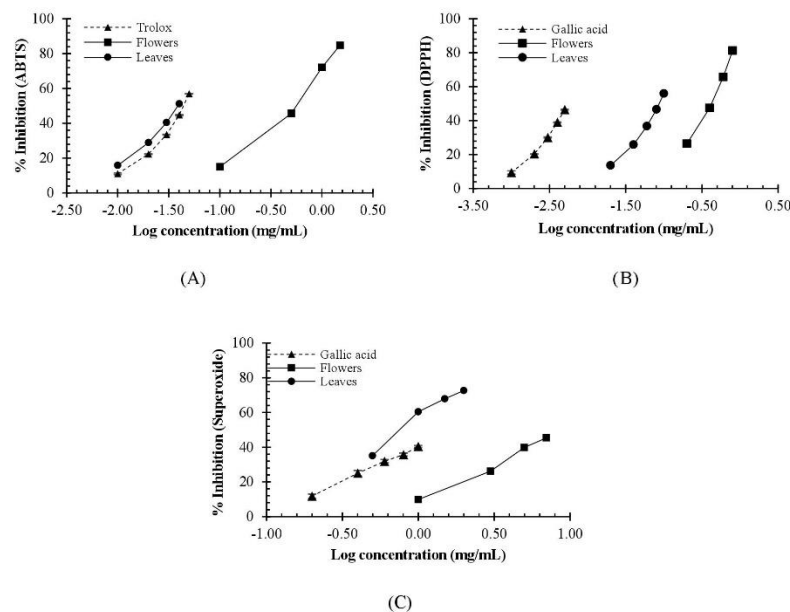 % Inhibition (ABTS)
100
80
60
40
20
0
Trolox
Flowers
Leaves
-2.50 -2.00 -1.50 -1.00 -0.50 0.00 0.50
Log concentration (mg/mL)
(A)
% Inhibition (DPPH)
100
80
60
40
20
0
Gallic acid
Flowers
Leaves
-3.50 -2.50 -1.50 -0.50 0.50
Log concentration (mg/mL)
(B)
% Inhibition (Superoxide)
100
80
60
40
20
0
Gallic acid
Flowers
Leaves
-1.00 -0.50 0.00 0.50 1.00
Log concentration (mg/mL)
(C)